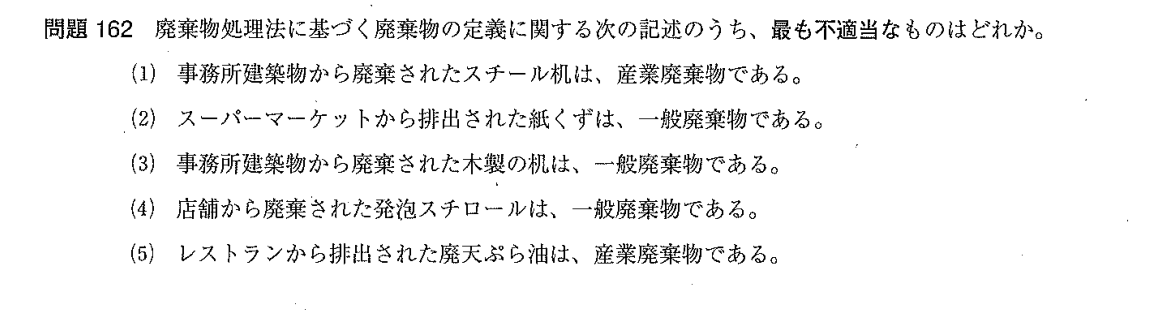 問題 162 廃棄物処理法に基づく廃棄物の定義に関する次の記述のうち、最も不適当なものはどれか。
(1) 事務所建築物から廃棄されたスチール机は、産業廃棄物である。
(2) スーパーマーケットから排出された紙くずは、一般廃棄物である。
(3) 事務所建築物から廃棄された木製の机は、一般廃棄物である。
(4) 店舗から廃棄された発泡スチロールは、一般廃棄物である。
(5) レストランから排出された廃天ぷら油は、産業廃棄物である。